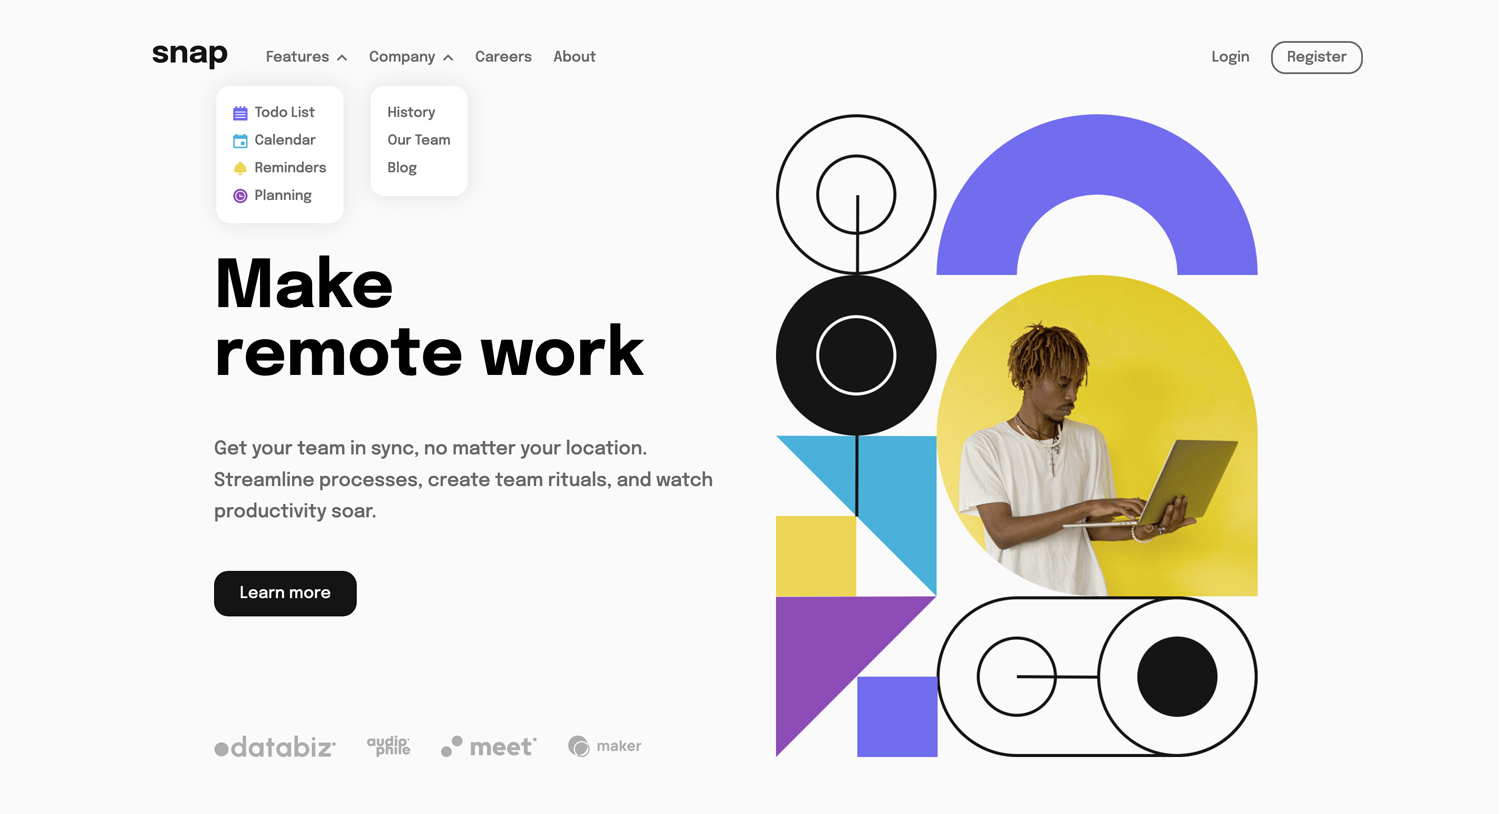 snap
Features
Company
Careers
About
Login
Register
Todo List
Calendar
Reminders
Planning
History
Our Team
Blog
Make
remote work
Get your team in sync, no matter your location.
Streamline processes, create team rituals, and watch
productivity soar.
Learn more
databiz
audiophile
meet
maker